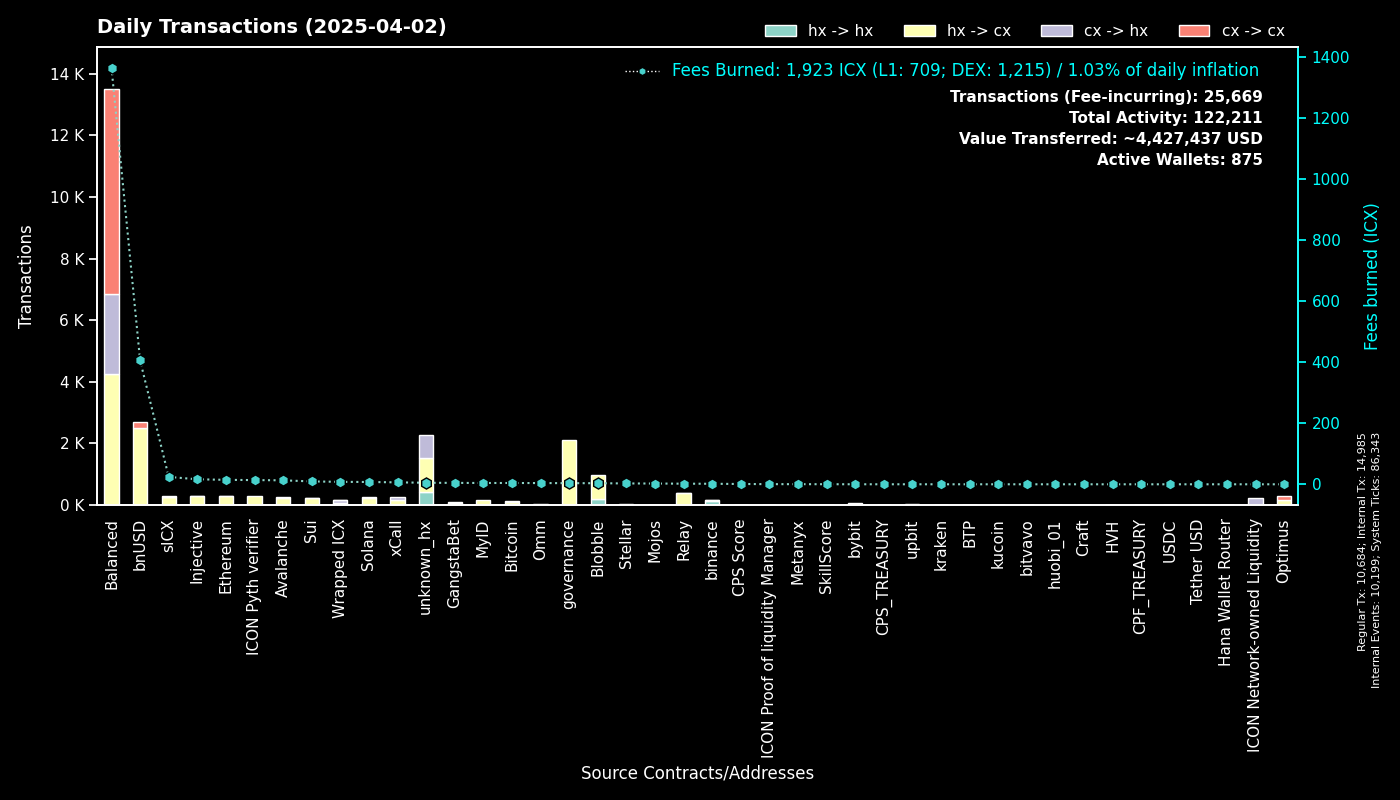 Daily Transactions (2025-04-02)
hx -> hx
hx -> cx
cx -> hx
cx -> cx
Fees Burned: 1,923 ICX (L1: 709; DEX: 1,215) / 1.03% of daily inflation
Transactions (Fee-incurring): 25,669
Total Activity: 122,211
Value Transferred: ~4,427,437 USD
Active Wallets: 875
Transactions
14 K
12 K
10 K
8 K
6 K
4 K
2 K
0 K
1400
1200
1000
800
600
400
200
0
Fees burned (ICX)
Regular Tx: 10,684; Internal Tx: 14,985
Internal Events: 10,199; System Ticks: 86,343
Balanced
bnUSD
sICX
Injective
Ethereum
ICON Pyth verifier
Avalanche
Sui
Wrapped ICX
Solana
xCall
unknown_hx
GangstaBet
MyID
Bitcoin
Omm
governance
Blobble
Stellar
Mojos
Relay
binance
CPS Score
ICON Proof of liquidity Manager
Metanyx
SkillScore
bybit
CPS_TREASURY
upbit
kraken
BTP
kucoin
bitvavo
huobi_01
Craft
HVH
CPF_TREASURY
USDC
Tether USD
Hana Wallet Router
ICON Network-owned Liquidity
Optimus
Source Contracts/Addresses